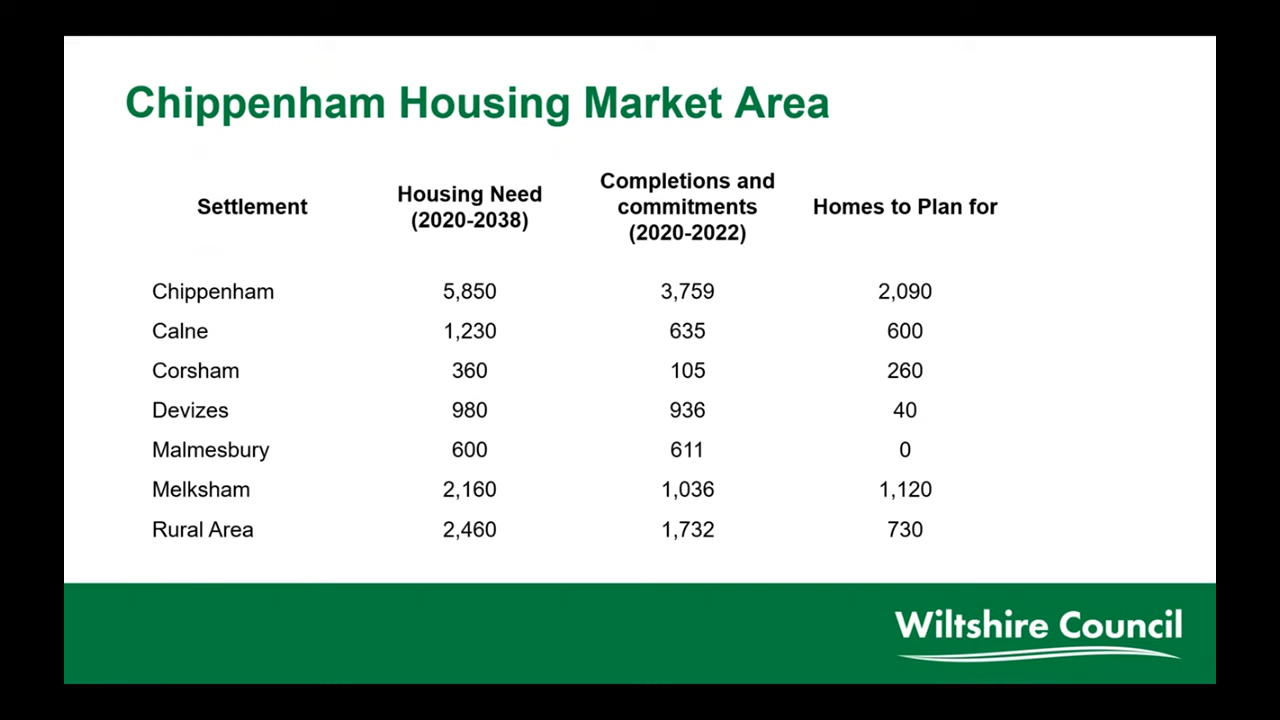 Chippenham Housing Market Area
Settlement
Housing Need
(2020-2038)
Completions and
commitments
(2020-2022)
Homes to Plan for
Chippenham 5,850 3,759 2,090
Calne 1,230 635 600
Corsham 360 105 260
Devizes 980 936 40
Malmesbury 600 611 0
Melksham 2,160 1,036 1,120
Rural Area 2,460 1,732 730
Wiltshire Council